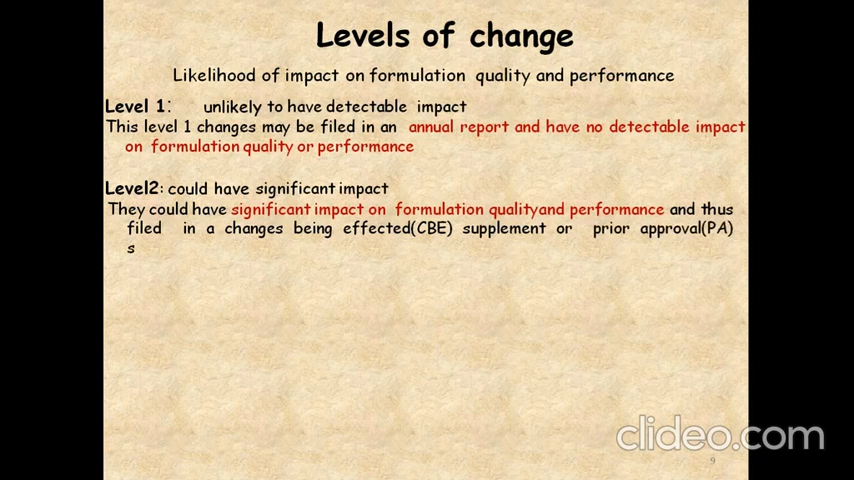 Levels of change
Likelihood of impact on formulation quality and performance
Level 1: unlikely to have detectable impact
This level 1 changes may be filed in an annual report and have no detectable impact
on formulation quality or performance
Level2: could have significant impact
They could have significant impact on formulation qualityand performance and thus
filed in a changes being effected(CBE) supplement or prior approval(PA)
s
clideo.com
9